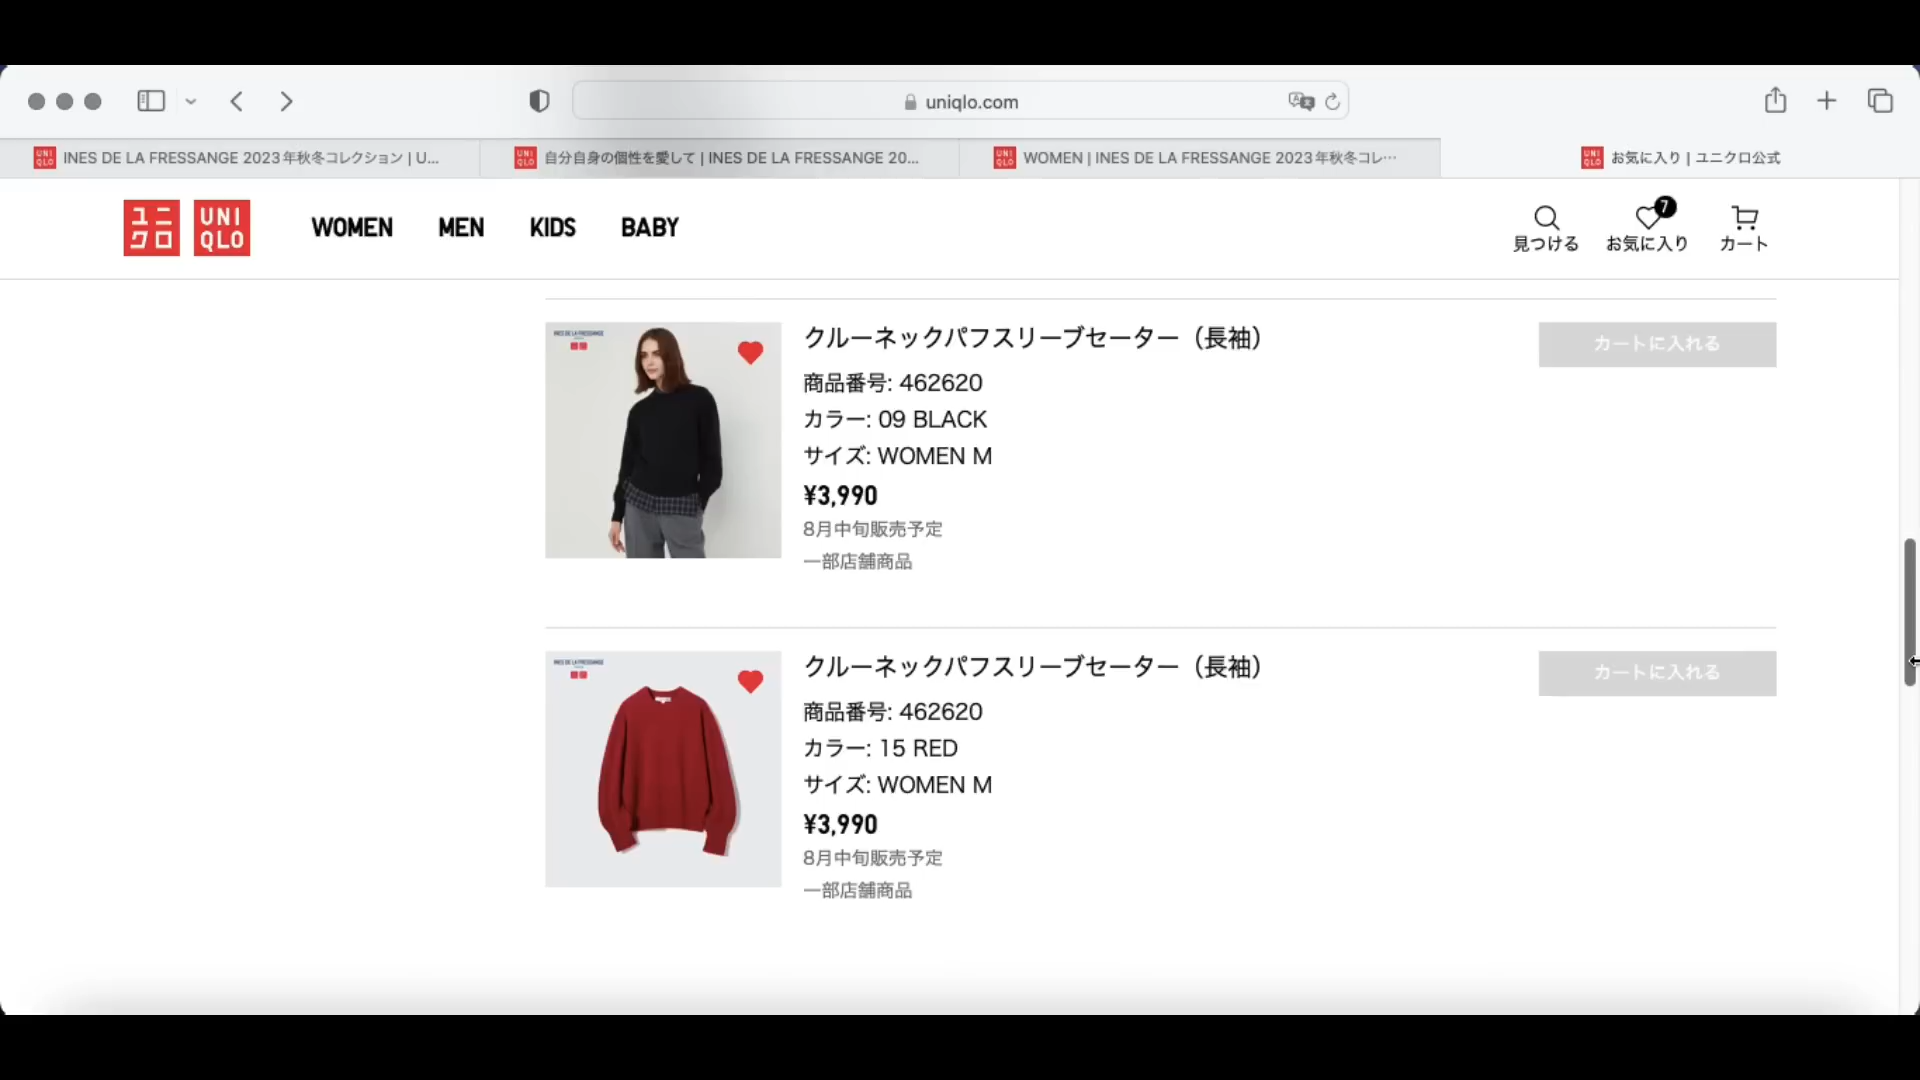 uniqlo.com
INES DE LA FRESSANGE 2023年秋冬コレクション | U...
自分自身の個性を愛して | INES DE LA FRESSANGE 20...
WOMEN | INES DE LA FRESSANGE 2023年秋冬コレ...
お気に入り | ユニクロ公式
ユニクロ
UNIQLO
WOMEN
MEN
KIDS
BABY
見つける
7
お気に入り
カート
INES DE LA FRESSANGE
クルーネックパフスリーブセーター（長袖）
商品番号: 462620
カラー: 09 BLACK
サイズ: WOMEN M
¥3,990
8月中旬販売予定
一部店舗商品
カートに入れる
INES DE LA FRESSANGE
クルーネックパフスリーブセーター（長袖）
商品番号: 462620
カラー: 15 RED
サイズ: WOMEN M
¥3,990
8月中旬販売予定
一部店舗商品
カートに入れる